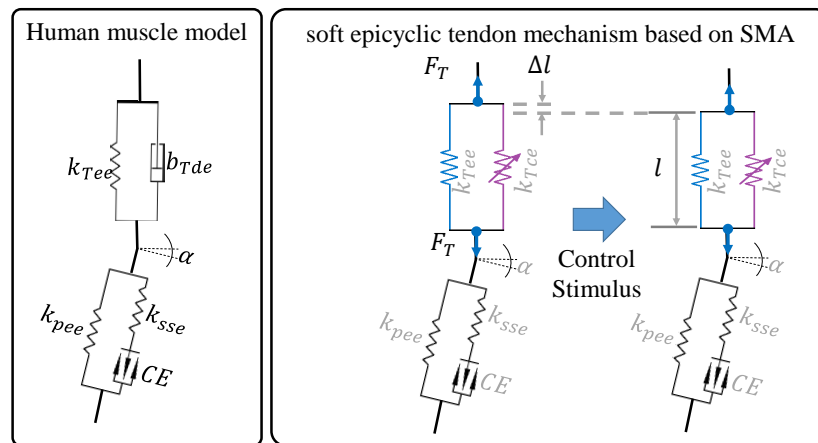 Human muscle model
k_Tee
b_Tde
α
k_pee
k_sse
CE
soft epicyclic tendon mechanism based on SMA
F_T
Δl
k_Tee
k_Tce
F_T
α
k_pee
k_sse
CE
Control
Stimulus
l
k_Tee
k_Tce
α
k_pee
k_sse
CE